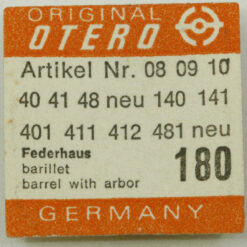 ORIGINAL
OTERO
Artikel Nr. 08 09 10
40 41 48 neu 140 141
401 411 412 481 neu
Federhaus
barillet
barrel with arbor
180
GERMANY